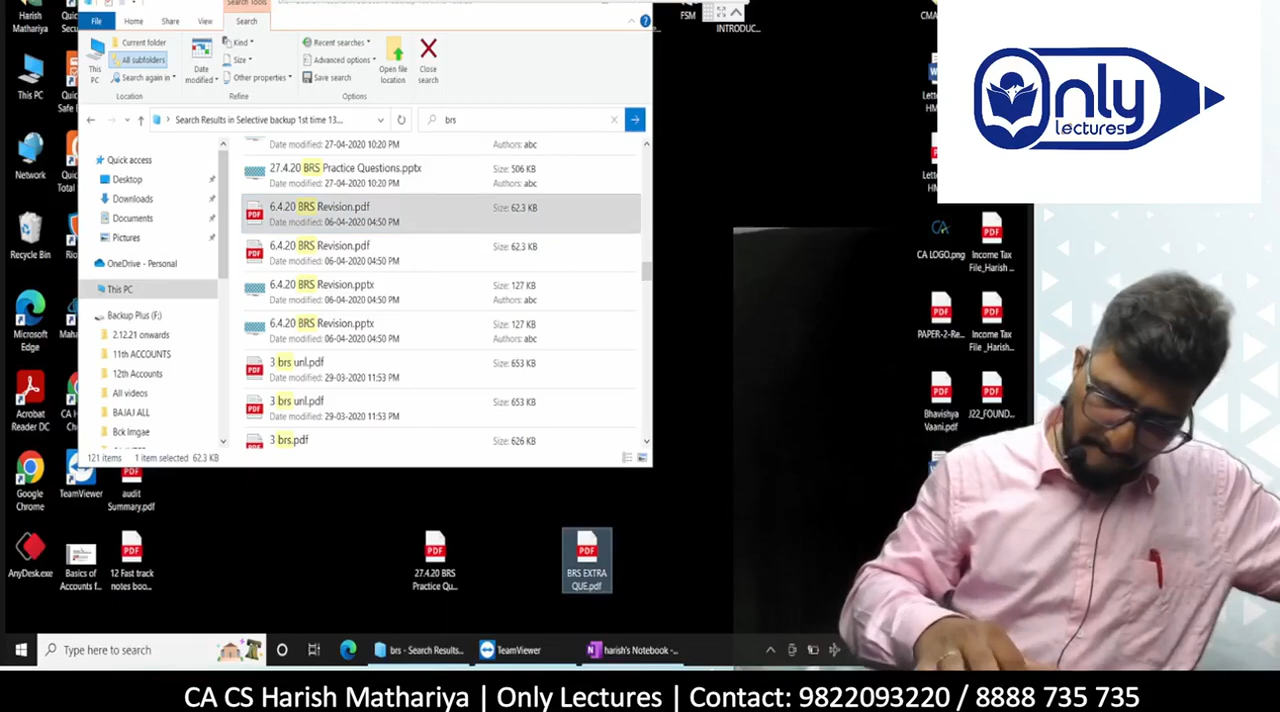 Harish
Mathariya
Quick
This PC
Safe E
Network
Total
Recycle Bin
Rio
Microsoft
Edge
Maha
Acrobat
Reader DC
CA H
Google
Chrome
TeamViewer
audit
Summary.pdf
AnyDesk.exe
Basics of
Accounts f...
12 Fast track
notes boo...
Search Tools
File
Home
Share
View
Search
This
PC
Current folder
All subfolders
Search again in
Location
Date
modified
Kind
Size
Other properties
Refine
Recent searches
Advanced options
Save search
Options
Open file
location
Close
search
Search Results in Selective backup 1st time 13...
brs
Quick access
Desktop
Downloads
Documents
Pictures
OneDrive - Personal
This PC
Backup Plus (F:)
2.12.21 onwards
11th ACCOUNTS
12th Accounts
All videos
BAJAJ ALL
Bck Imgae
Date modified: 27-04-2020 10:20 PM
Authors: abc
27.4.20 BRS Practice Questions.pptx
Size: 506 KB
Date modified: 27-04-2020 10:20 PM
Authors: abc
6.4.20 BRS Revision.pdf
Size: 62.3 KB
Date modified: 06-04-2020 04:50 PM
6.4.20 BRS Revision.pdf
Size: 62.3 KB
Date modified: 06-04-2020 04:50 PM
6.4.20 BRS Revision.pptx
Size: 127 KB
Date modified: 06-04-2020 04:50 PM
Authors: abc
6.4.20 BRS Revision.pptx
Size: 127 KB
Date modified: 06-04-2020 04:50 PM
Authors: abc
3 brs unl.pdf
Size: 653 KB
Date modified: 29-03-2020 11:53 PM
3 brs unl.pdf
Size: 653 KB
Date modified: 29-03-2020 11:53 PM
3 brs.pdf
Size: 626 KB
121 items
1 item selected 62.3 KB
27.4.20 BRS
Practice Qu...
BRS EXTRA
QUE.pdf
FSM
INTRODUC...
CMA
Lette
HM
Lette
HM
CA LOGO.png
Income Tax
File_Harish ...
PAPER-2-Re...
Income Tax
File_Harish...
Bhavishya
Vaani.pdf
J22_FOUND...
Only
lectures
Type here to search
brs - Search Results...
TeamViewer
harish's Notebook -...
CA CS Harish Mathariya | Only Lectures | Contact: 9822093220 / 8888 735 735